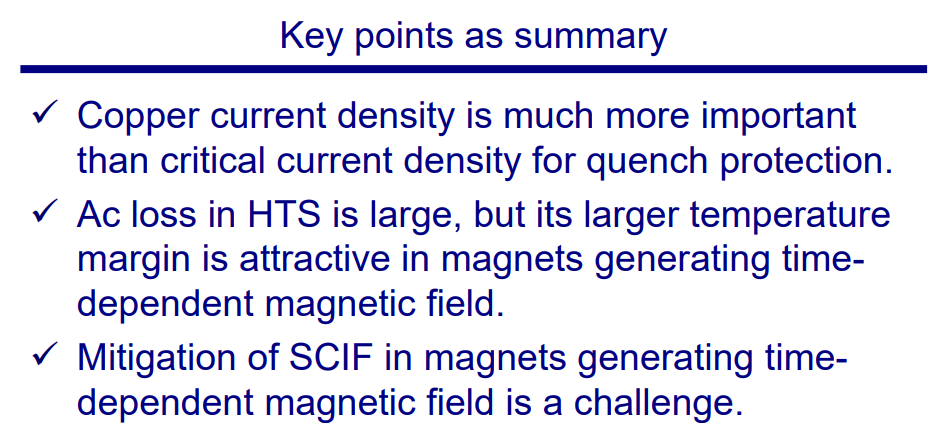 Key points as summary
✓ Copper current density is much more important
than critical current density for quench protection.
✓ Ac loss in HTS is large, but its larger temperature
margin is attractive in magnets generating time-
dependent magnetic field.
✓ Mitigation of SCIF in magnets generating time-
dependent magnetic field is a challenge.